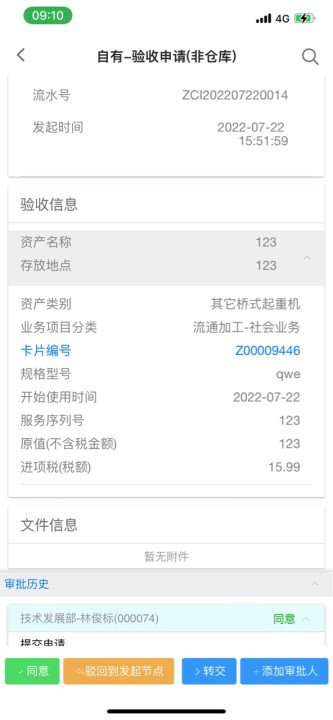 09:10
4G
自有-验收申请(非仓库)
流水号 ZCI202207220014
发起时间 2022-07-22
15:51:59
验收信息
资产名称 123
存放地点 123
资产类别 其它桥式起重机
业务项目分类 流通加工-社会业务
卡片编号 Z00009446
规格型号 qwe
开始使用时间 2022-07-22
服务序列号 123
原值(不含税金额) 123
进项税(税额) 15.99
文件信息
暂无附件
审批历史
技术发展部-林俊标(000074) 同意
提交申请
同意 驳回到发起节点 转交 添加审批人